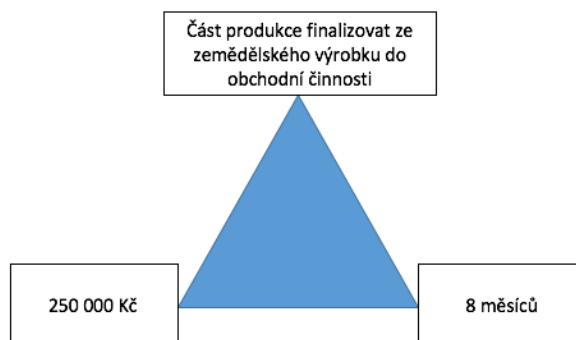 Část produkce finalizovat ze
zemědělského výrobku do
obchodní činnosti
250 000 Kč
8 měsíců